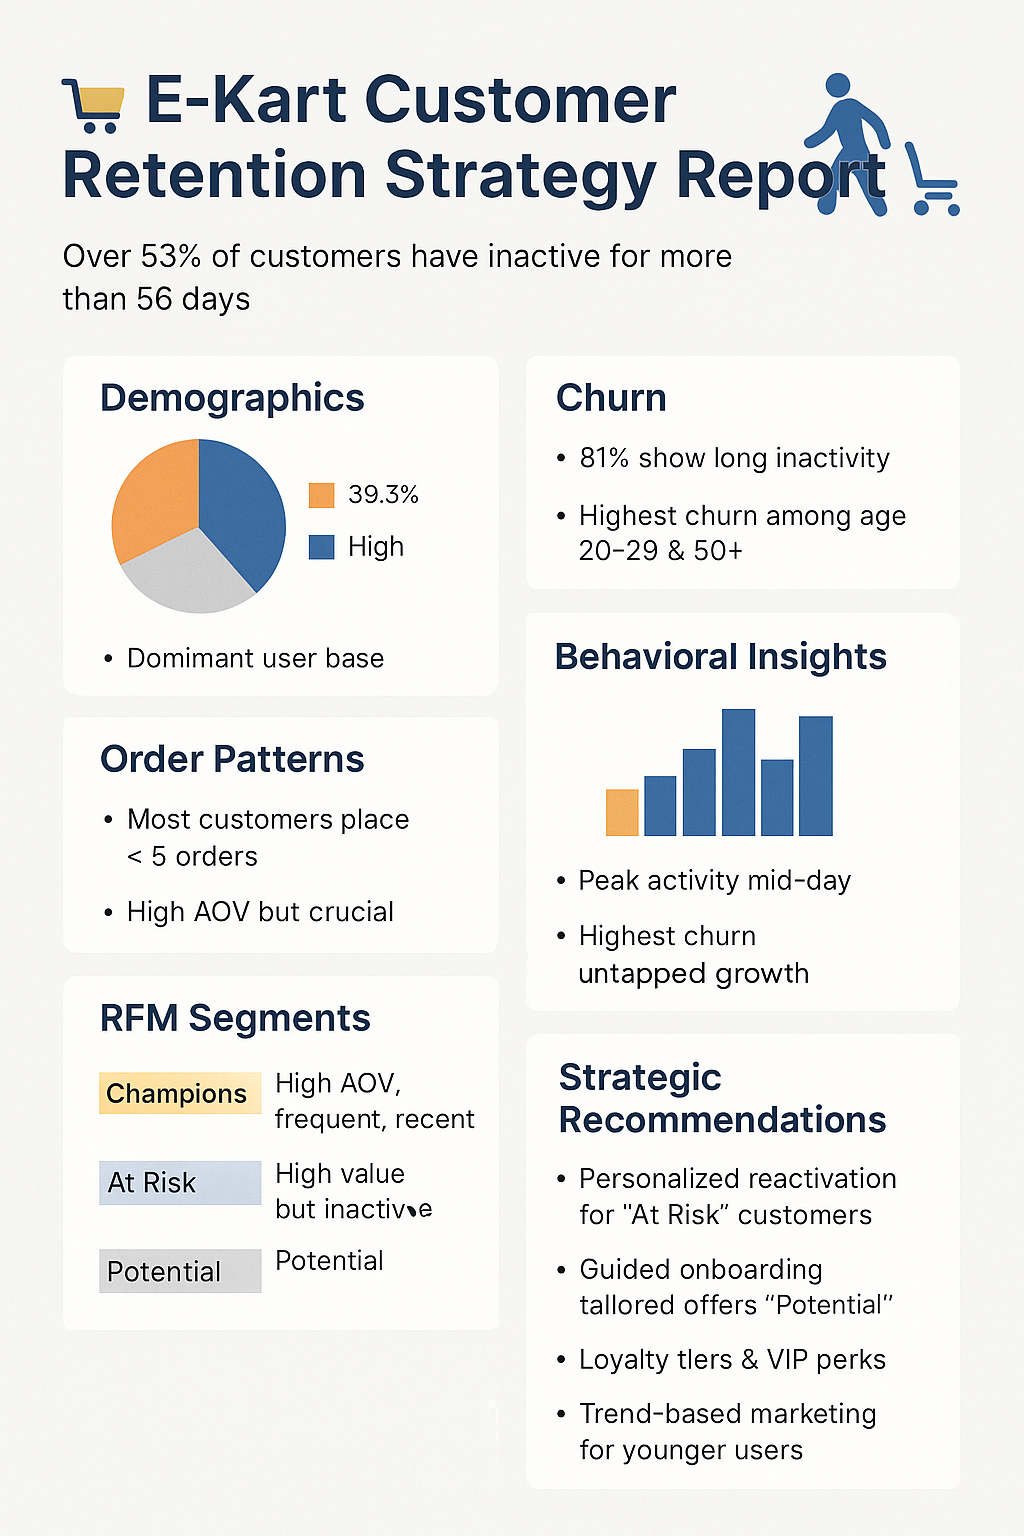 E-Kart Customer
Retention Strategy Report
Over 53% of customers have inactive for more
than 56 days
Demographics
39.3%
High
• Domimant user base
Order Patterns
• Most customers place
< 5 orders
• High AOV but crucial
RFM Segments
Champions
High AOV,
frequent, recent
At Risk
High value
but inactive
Potential
Potential
Churn
• 81% show long inactivity
• Highest churn among age
20–29 & 50+
Behavioral Insights
• Peak activity mid-day
• Highest churn
untapped growth
Strategic
Recommendations
• Personalized reactivation
for "At Risk” customers
• Guided onboarding
tallored offers “Potential”
• Loyalty tlers & VIP perks
• Trend-based marketing
for younger users